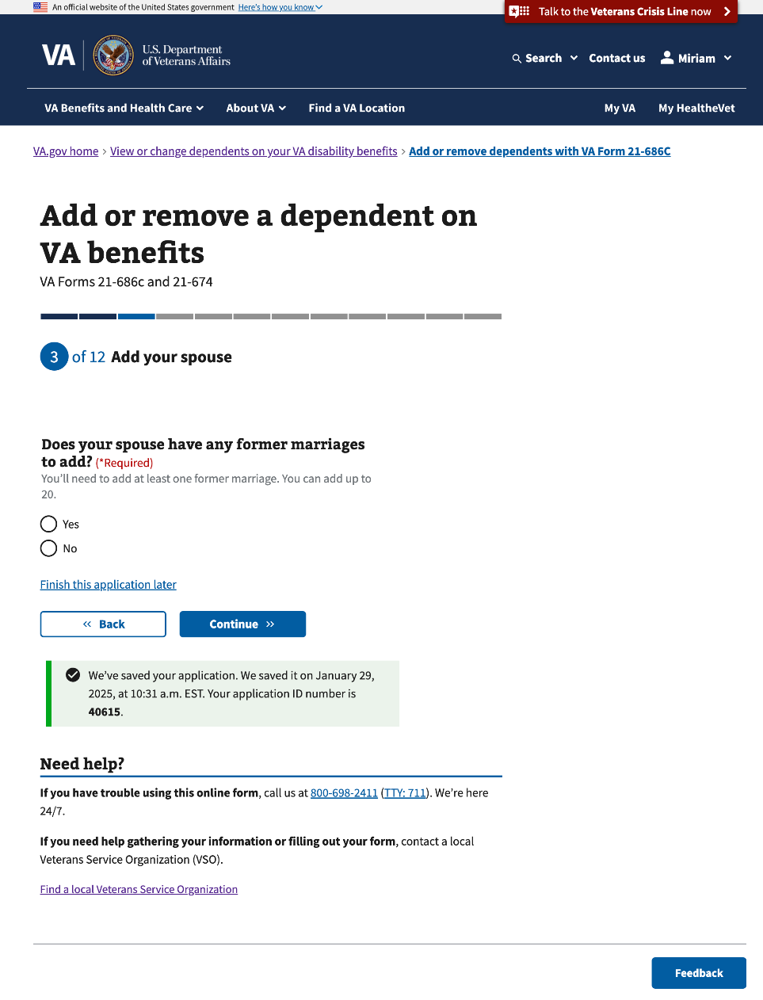 An official website of the United States government Here's how you know
Talk to the Veterans Crisis Line now
VA
U.S. Department
of Veterans Affairs
Search
Contact us
Miriam
VA Benefits and Health Care
About VA
Find a VA Location
My VA
My HealtheVet
VA.gov home > View or change dependents on your VA disability benefits > Add or remove dependents with VA Form 21-686C
Add or remove a dependent on
VA benefits
VA Forms 21-686c and 21-674
3 of 12 Add your spouse
Does your spouse have any former marriages
to add? (*Required)
You'll need to add at least one former marriage. You can add up to
20.
Yes
No
Finish this application later
« Back
Continue »
We've saved your application. We saved it on January 29,
2025, at 10:31 a.m. EST. Your application ID number is
40615.
Need help?
If you have trouble using this online form, call us at 800-698-2411 (TTY: 711). We're here
24/7.
If you need help gathering your information or filling out your form, contact a local
Veterans Service Organization (VSO).
Find a local Veterans Service Organization
Feedback